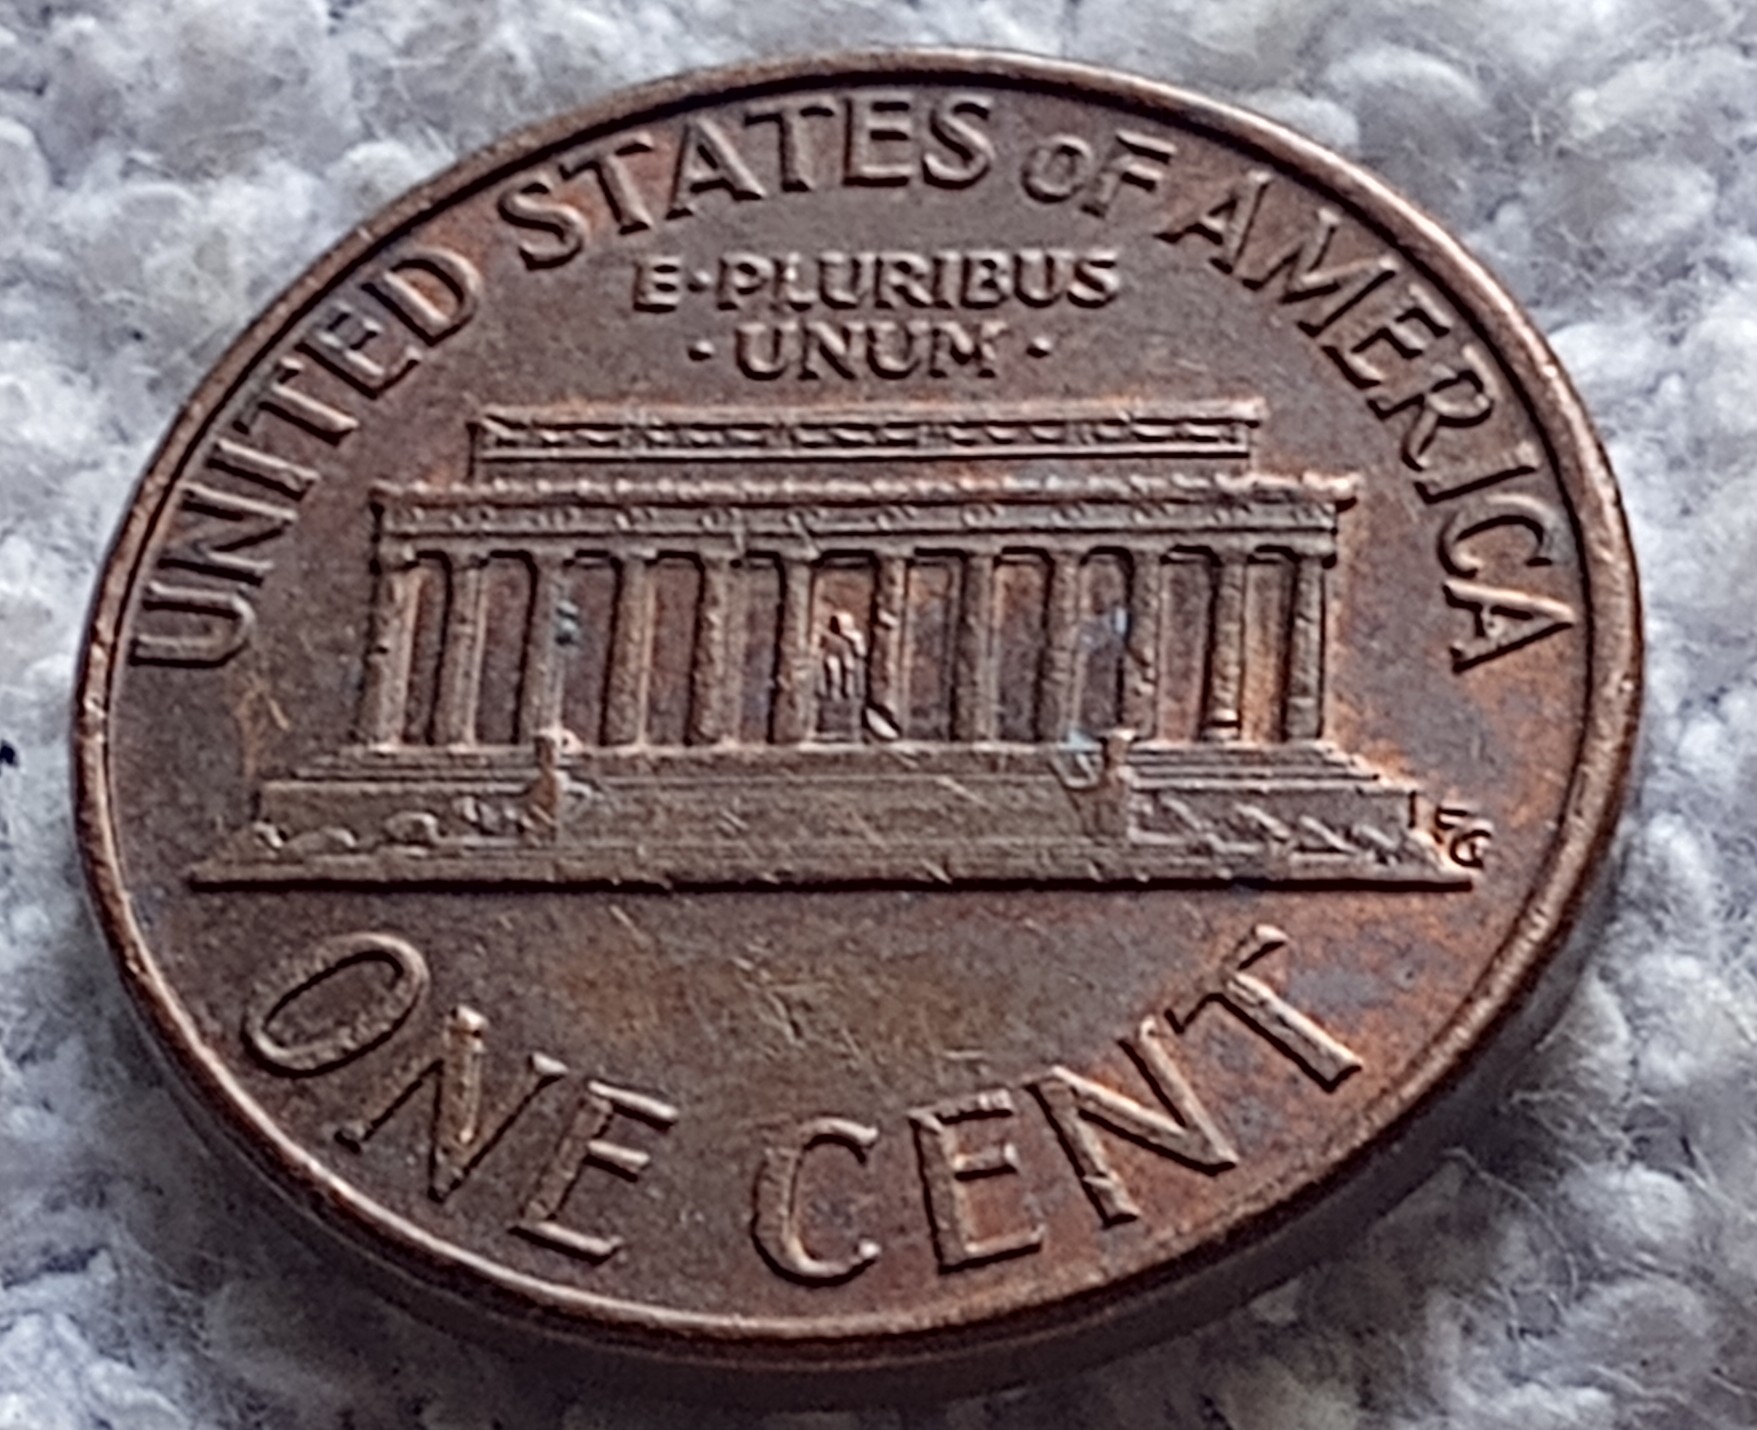 UNITED STATES OF AMERICA
E·PLURIBUS
·UNUM·
FG
ONE CENT